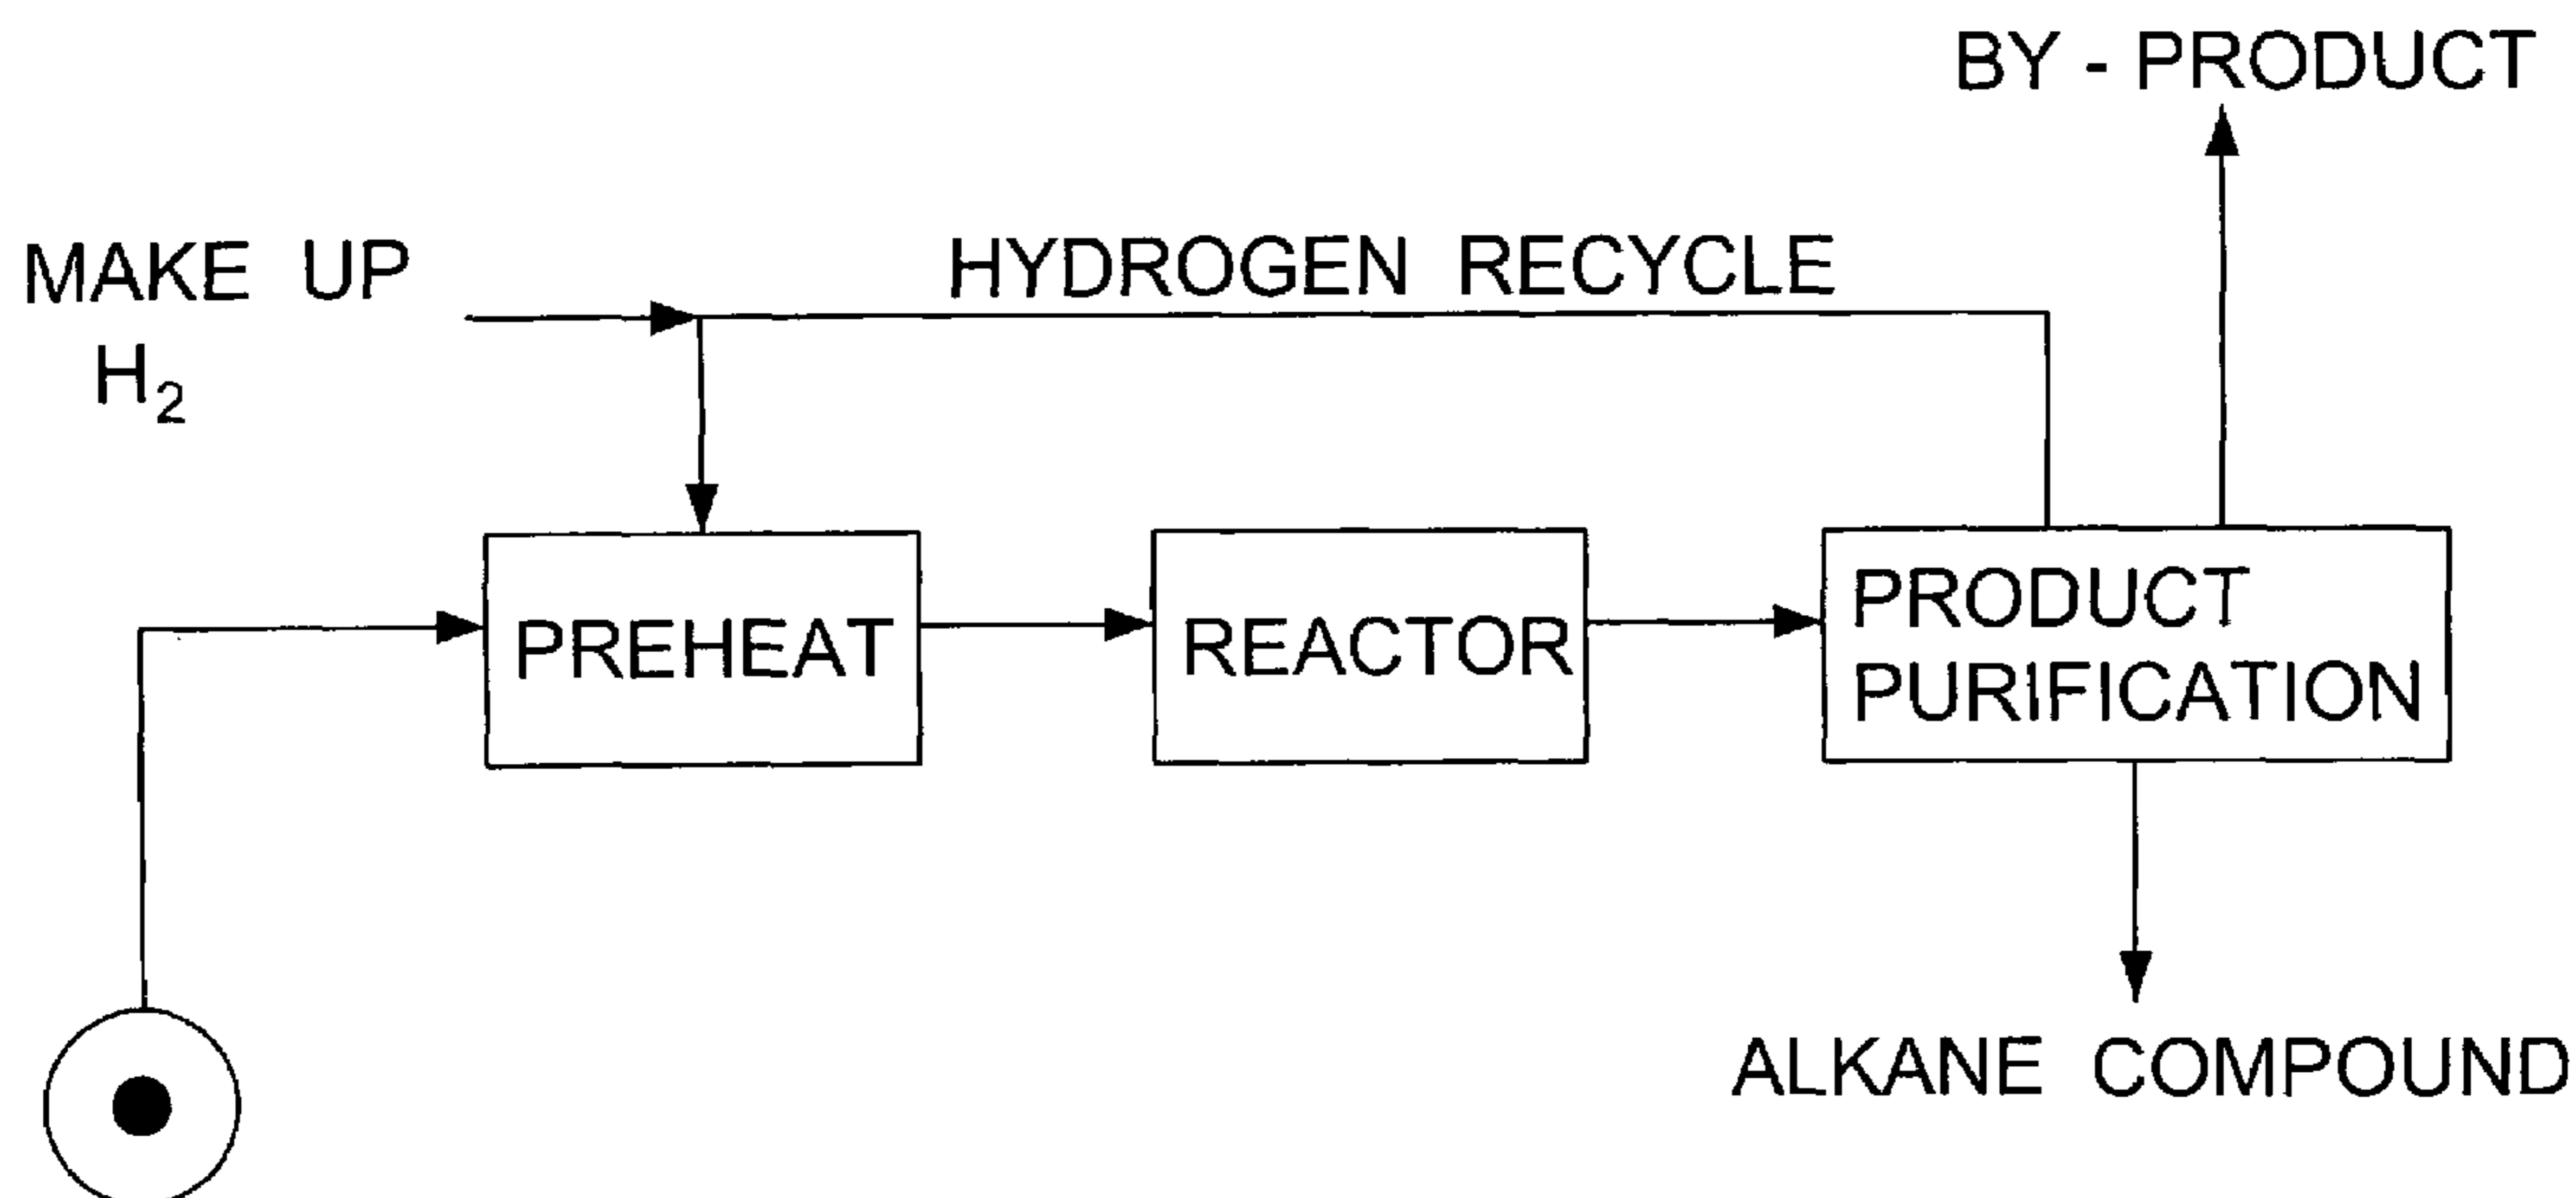 BY - PRODUCT
MAKE UP
H₂
HYDROGEN RECYCLE
PREHEAT
REACTOR
PRODUCT
PURIFICATION
ALKANE COMPOUND